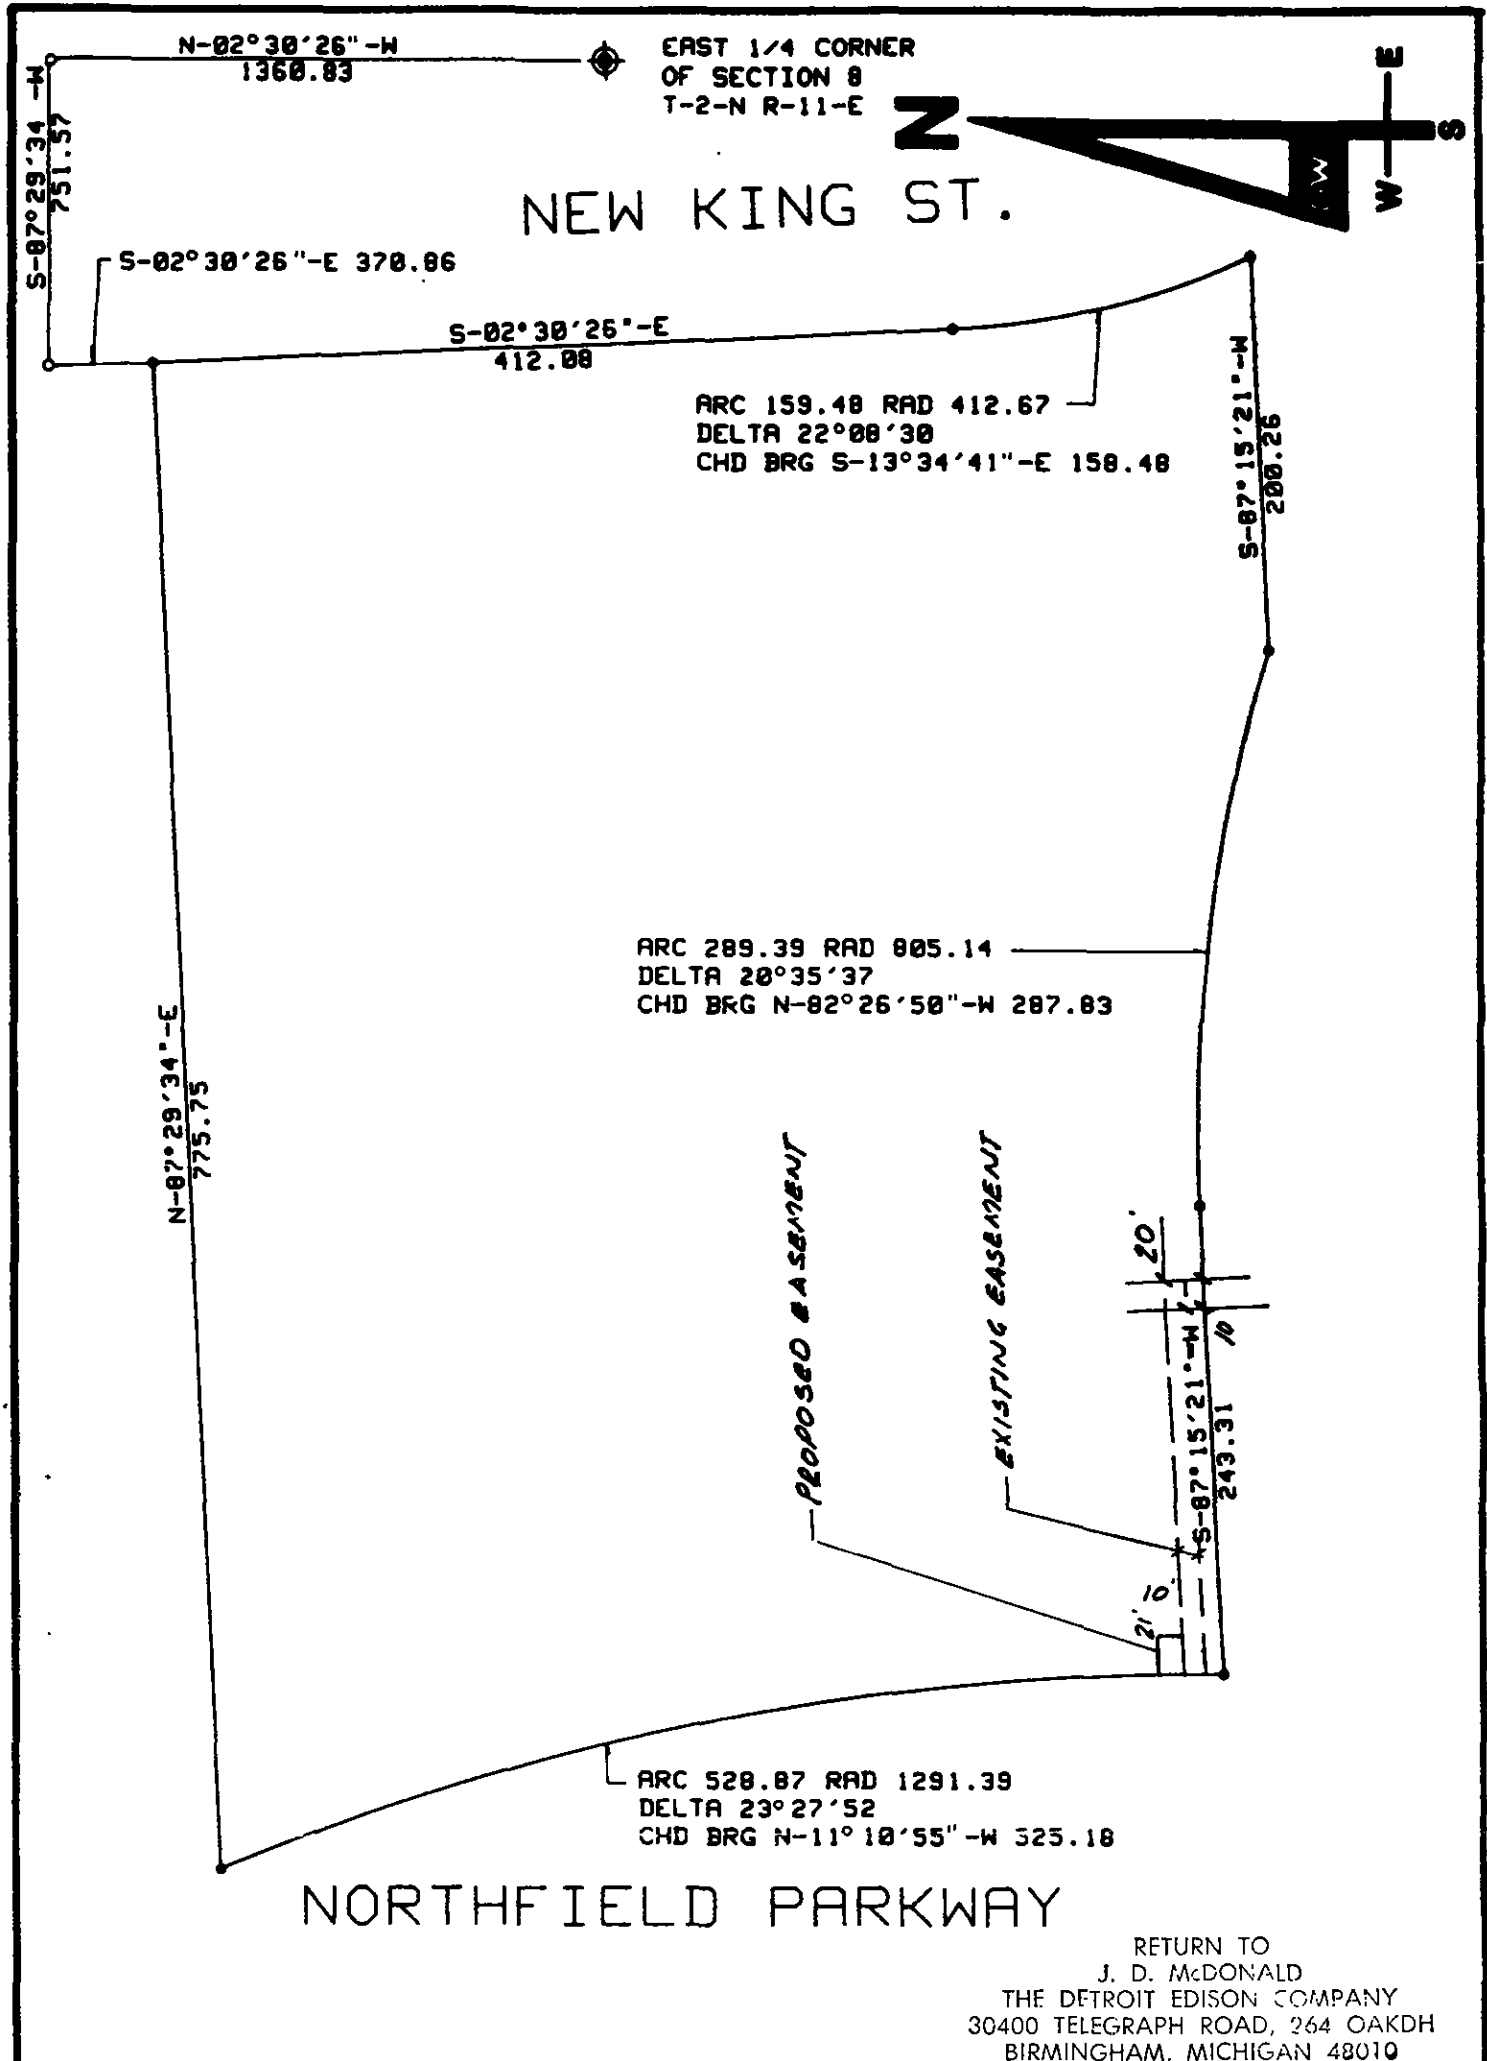 N-02°30'26"-W
1360.83
EAST 1/4 CORNER
OF SECTION 8
T-2-N R-11-E
N
E
S
W
S-87°29'34 -W
751.57
NEW KING ST.
S-02°30'26"-E 370.86
S-02°30'26"-E
412.08
ARC 159.48 RAD 412.67
DELTA 22°08'30
CHD BRG S-13°34'41"-E 158.48
S-87°15'21"-W
200.26
ARC 289.39 RAD 805.14
DELTA 20°35'37
CHD BRG N-82°26'50"-W 287.83
N-87°29'34"-E
775.75
PROPOSED EASEMENT
EXISTING EASEMENT
20'
10
S-87°15'21"-W
243.31
10'
21'
ARC 528.87 RAD 1291.39
DELTA 23°27'52
CHD BRG N-11°10'55"-W 525.18
NORTHFIELD PARKWAY
RETURN TO
J. D. McDONALD
THE DETROIT EDISON COMPANY
30400 TELEGRAPH ROAD, 264 OAKDH
BIRMINGHAM, MICHIGAN 48010